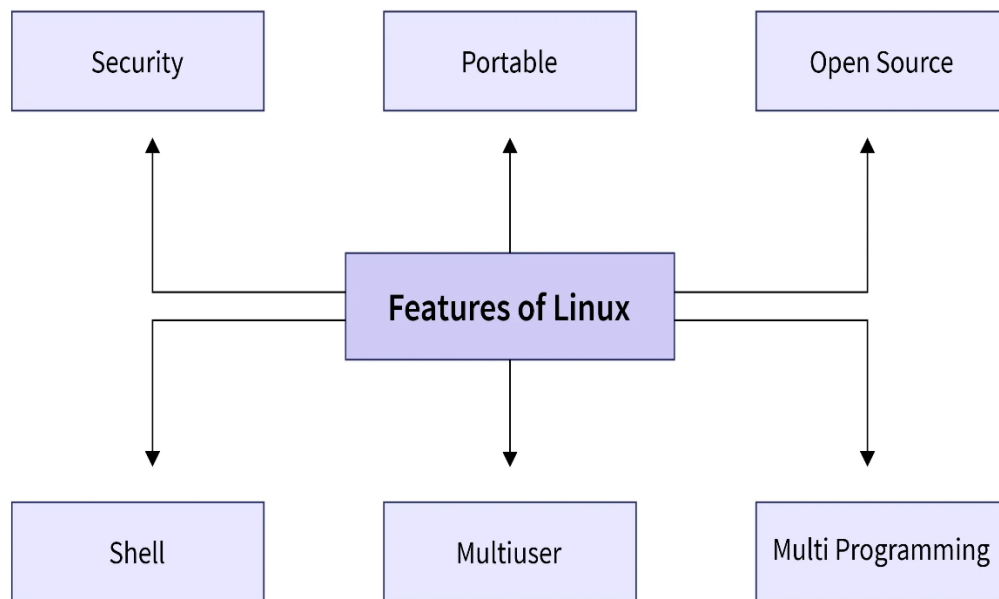 Security
Portable
Open Source
Features of Linux
Shell
Multiuser
Multi Programming